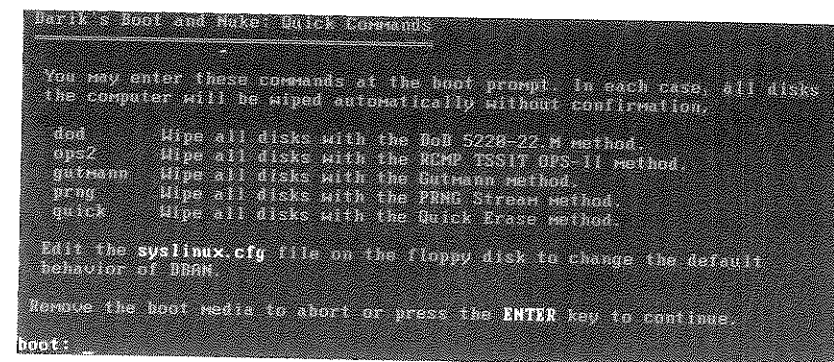 Darik's Boot and Nuke: Quick Commands
You may enter these commands at the boot prompt. In each case, all disks
the computer will be wiped automatically without confirmation.
dod Wipe all disks with the DoD 5220-22.M method.
ops2 Wipe all disks with the RCMP TSSIT OPS-II method.
gutmann Wipe all disks with the Gutmann method.
prng Wipe all disks with the PRNG Stream method.
quick Wipe all disks with the Quick Erase method.
Edit the syslinux.cfg file on the floppy disk to change the default
behavior of DBAN.
Remove the boot media to abort or press the ENTER key to continue.
boot: _